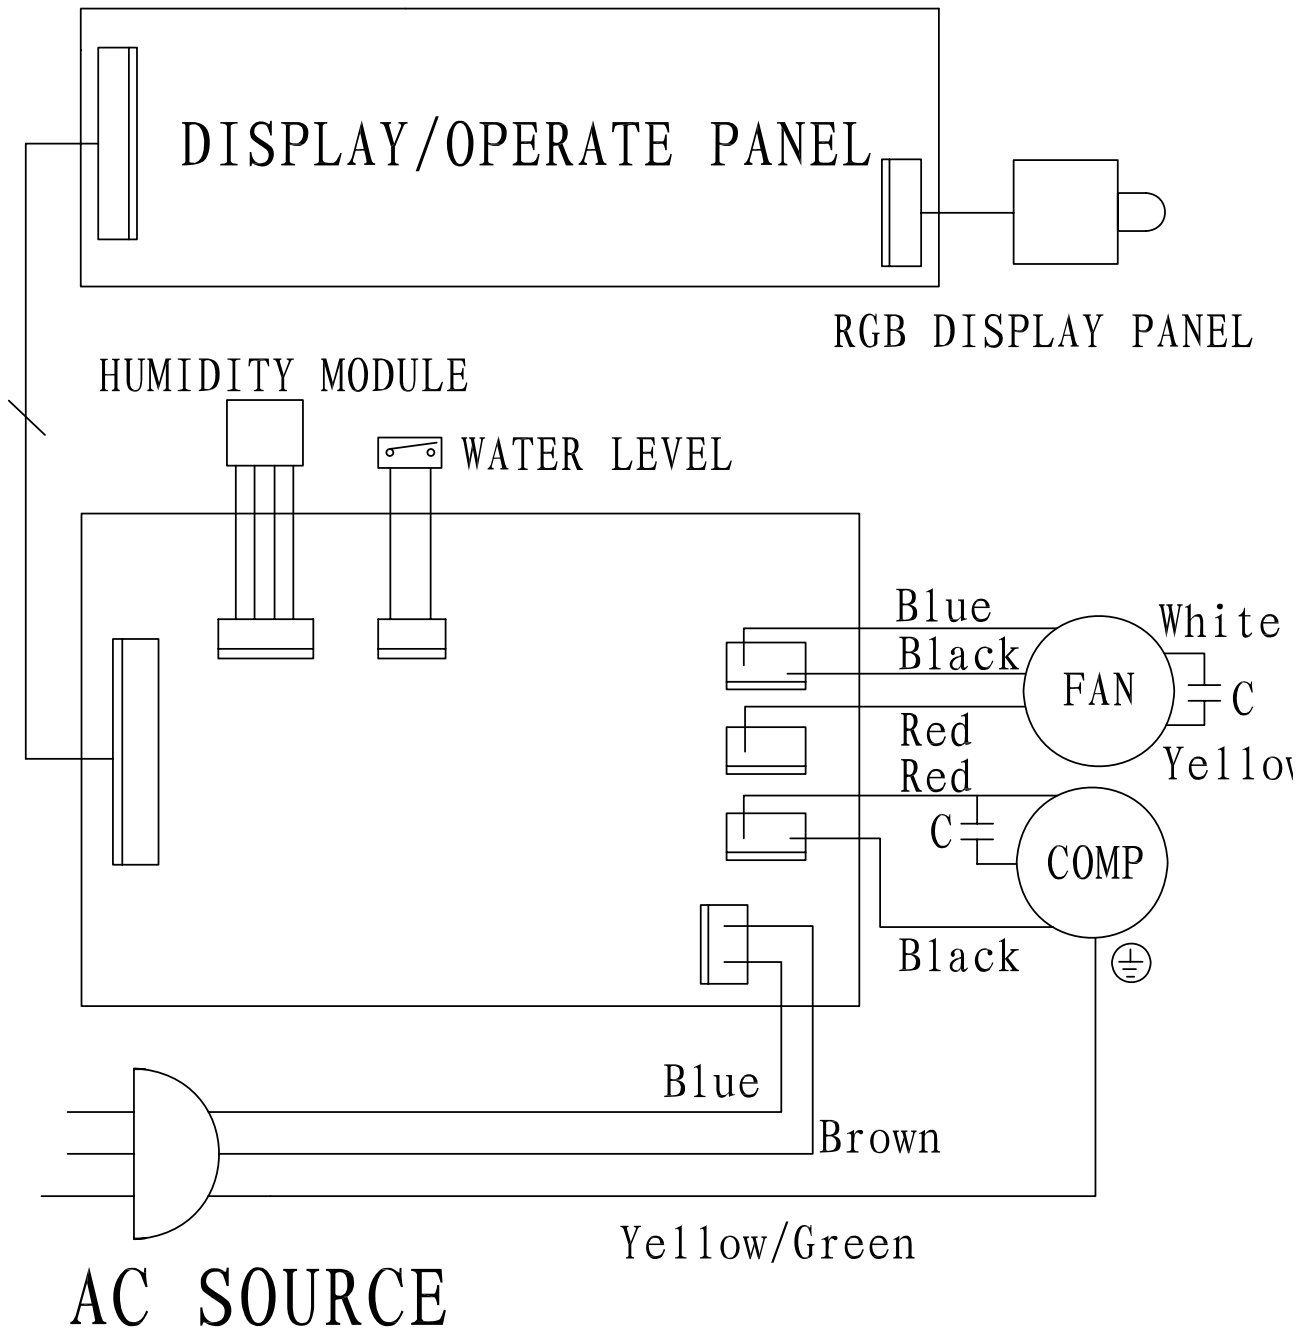 DISPLAY/OPERATE PANEL
RGB DISPLAY PANEL
HUMIDITY MODULE
WATER LEVEL
Blue
White
Black
FAN
C
Red
Yellow
Red
C
COMP
Black
Blue
Brown
Yellow/Green
AC SOURCE